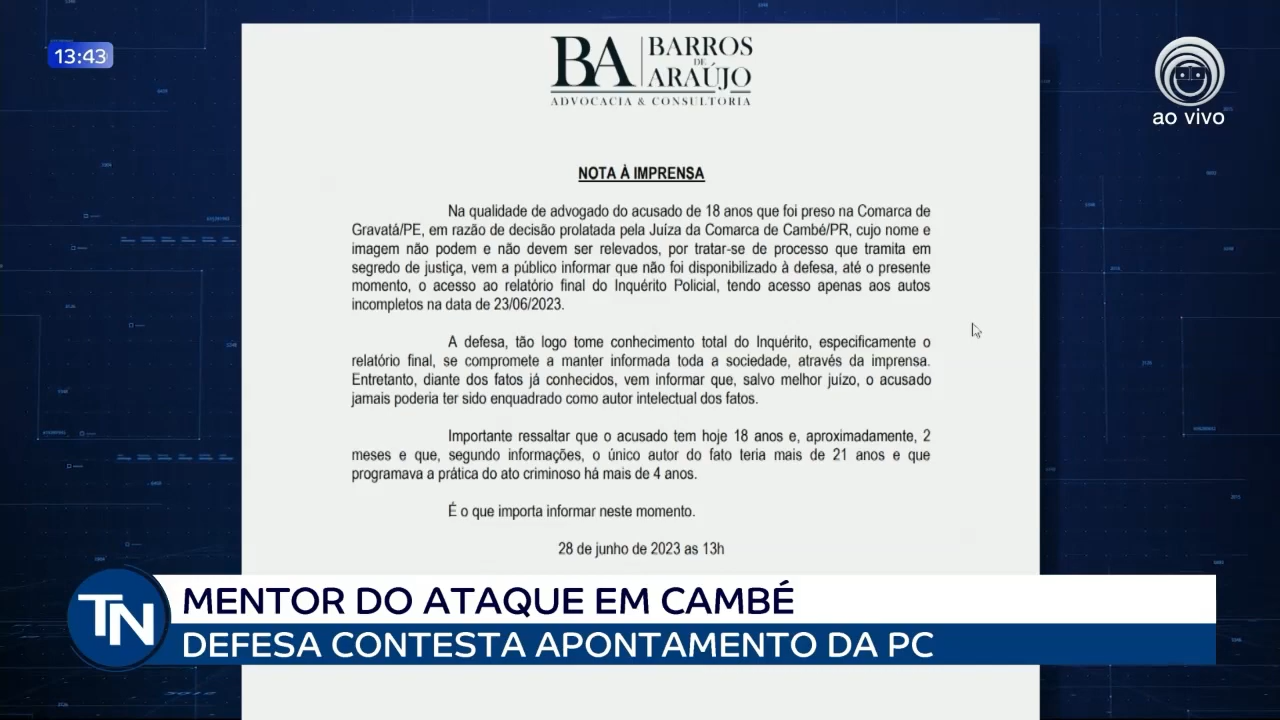 13:43
BA BARROS
DE
ARAÚJO
ADVOCACIA & CONSULTORIA
ao vivo
NOTA À IMPRENSA
Na qualidade de advogado do acusado de 18 anos que foi preso na Comarca de
Gravatá/PE, em razão de decisão prolatada pela Juíza da Comarca de Cambé/PR, cujo nome e
imagem não podem e não devem ser relevados, por tratar-se de processo que tramita em
segredo de justiça, vem a público informar que não foi disponibilizado à defesa, até o presente
momento, o acesso ao relatório final do Inquérito Policial, tendo acesso apenas aos autos
incompletos na data de 23/06/2023.
A defesa, tão logo tome conhecimento total do Inquérito, especificamente o
relatório final, se compromete a manter informada toda a sociedade, através da imprensa.
Entretanto, diante dos fatos já conhecidos, vem informar que, salvo melhor juízo, o acusado
jamais poderia ter sido enquadrado como autor intelectual dos fatos.
Importante ressaltar que o acusado tem hoje 18 anos e, aproximadamente, 2
meses e que, segundo informações, o único autor do fato teria mais de 21 anos e que
programava a prática do ato criminoso há mais de 4 anos.
É o que importa informar neste momento.
28 de junho de 2023 as 13h
TN
MENTOR DO ATAQUE EM CAMBÉ
DEFESA CONTESTA APONTAMENTO DA PC